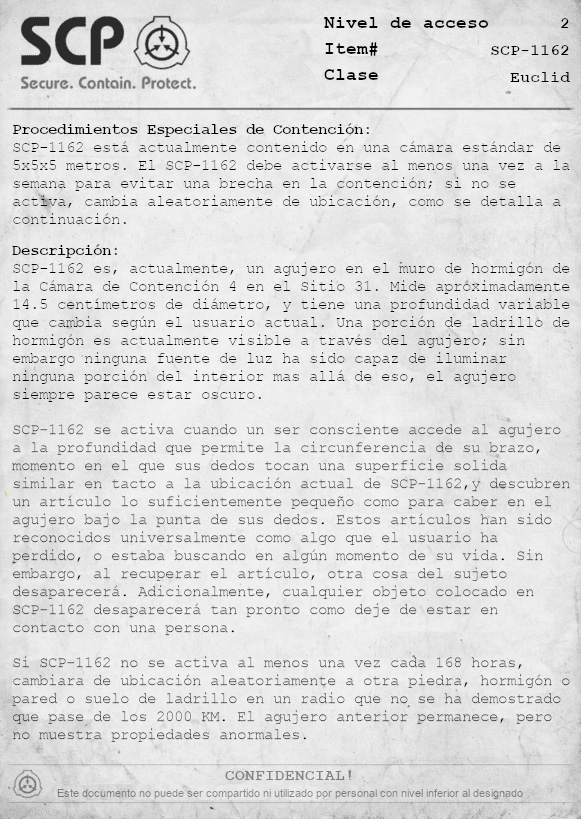 SCP
Secure. Contain. Protect.
Nivel de acceso 2
Item# SCP-1162
Clase Euclid
Procedimientos Especiales de Contención:
SCP-1162 está actualmente contenido en una cámara estándar de
5x5x5 metros. El SCP-1162 debe activarse al menos una vez a la
semana para evitar una brecha en la contención; si no se
activa, cambia aleatoriamente de ubicación, como se detalla a
continuación.
Descripción:
SCP-1162 es, actualmente, un agujero en el muro de hormigón de
la Cámara de Contención 4 en el Sitio 31. Mide apróximadamente
14.5 centímetros de diámetro, y tiene una profundidad variable
que cambia según el usuario actual. Una porción de ladrillo de
hormigón es actualmente visible a través del agujero; sin
embargo ninguna fuente de luz ha sido capaz de iluminar
ninguna porción del interior mas allá de eso, el agujero
siempre parece estar oscuro.
SCP-1162 se activa cuando un ser consciente accede al agujero
a la profundidad que permite la circunferencia de su brazo,
momento en el que sus dedos tocan una superficie solida
similar en tacto a la ubicación actual de SCP-1162,y descubren
un artículo lo suficientemente pequeño como para caber en el
agujero bajo la punta de sus dedos. Estos artículos han sido
reconocidos universalmente como algo que el usuario ha
perdido, o estaba buscando en algún momento de su vida. Sin
embargo, al recuperar el artículo, otra cosa del sujeto
desaparecerá. Adicionalmente, cualquier objeto colocado en
SCP-1162 desaparecerá tan pronto como deje de estar en
contacto con una persona.
Si SCP-1162 no se activa al menos una vez cada 168 horas,
cambiara de ubicación aleatoriamente a otra piedra, hormigón o
pared o suelo de ladrillo en un radio que no se ha demostrado
que pase de los 2000 KM. El agujero anterior permanece, pero
no muestra propiedades anormales.
CONFIDENCIAL!
Este documento no puede ser compartido ni utilizado por personal con nivel inferior al designado